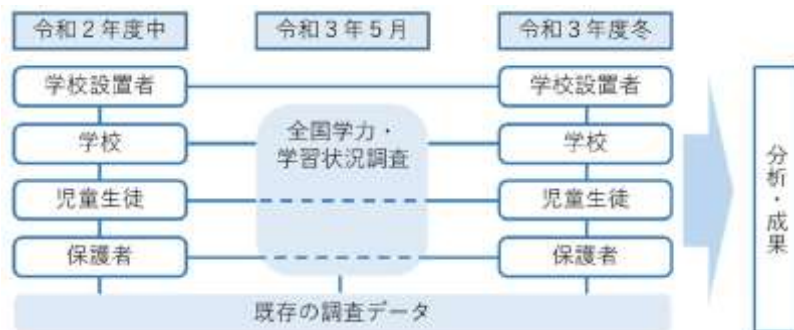 令和２年度中
令和３年５月
令和３年度冬
学校設置者
学校設置者
学校
全国学力・
学習状況調査
学校
児童生徒
児童生徒
保護者
保護者
既存の調査データ
分析・成果